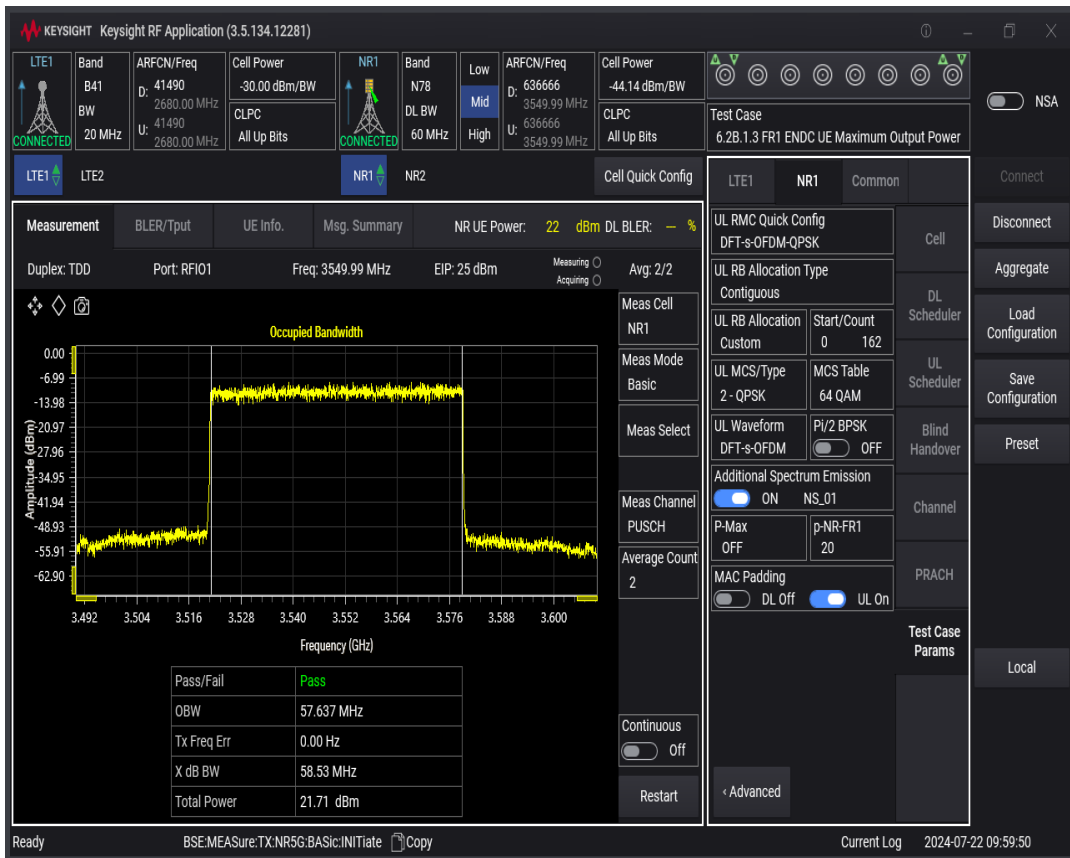 KEYSIGHT Keysight RF Application (3.5.134.12281)
LTE1
CONNECTED
Band
B41
BW
20 MHz
ARFCN/Freq
D: 41490
2680.00 MHz
U: 41490
2680.00 MHz
Cell Power
-30.00 dBm/BW
CLPC
All Up Bits
NR1
CONNECTED
Band
N78
DL BW
60 MHz
Low
Mid
High
ARFCN/Freq
D: 636666
3549.99 MHz
U: 636666
3549.99 MHz
Cell Power
-44.14 dBm/BW
CLPC
All Up Bits
Test Case
6.2B.1.3 FR1 ENDC UE Maximum Output Power
NSA
LTE1 LTE2 NR1 NR2 Cell Quick Config
Measurement BLER/Tput UE Info. Msg. Summary NR UE Power: 22 dBm DL BLER: — %
Duplex: TDD Port: RFIO1 Freq: 3549.99 MHz EIP: 25 dBm Measuring Acquiring Avg: 2/2
Occupied Bandwidth
Amplitude (dBm)
0.00
-6.99
-13.98
-20.97
-27.96
-34.95
-41.94
-48.93
-55.91
-62.90
3.492 3.504 3.516 3.528 3.540 3.552 3.564 3.576 3.588 3.600
Frequency (GHz)
Pass/Fail Pass
OBW 57.637 MHz
Tx Freq Err 0.00 Hz
X dB BW 58.53 MHz
Total Power 21.71 dBm
Meas Cell
NR1
Meas Mode
Basic
Meas Select
Meas Channel
PUSCH
Average Count
2
Continuous
Off
Restart
LTE1 NR1 Common
UL RMC Quick Config
DFT-s-OFDM-QPSK
UL RB Allocation Type
Contiguous
UL RB Allocation
Custom
Start/Count
0 162
UL MCS/Type
2 - QPSK
MCS Table
64 QAM
UL Waveform
DFT-s-OFDM
Pi/2 BPSK
OFF
Additional Spectrum Emission
ON NS_01
P-Max
OFF
p-NR-FR1
20
MAC Padding
DL Off UL On
‹ Advanced
Cell
DL
Scheduler
UL
Scheduler
Blind
Handover
Channel
PRACH
Test Case
Params
Connect
Disconnect
Aggregate
Load
Configuration
Save
Configuration
Preset
Local
Ready BSE:MEASure:TX:NR5G:BASic:INITiate Copy Current Log 2024-07-22 09:59:50